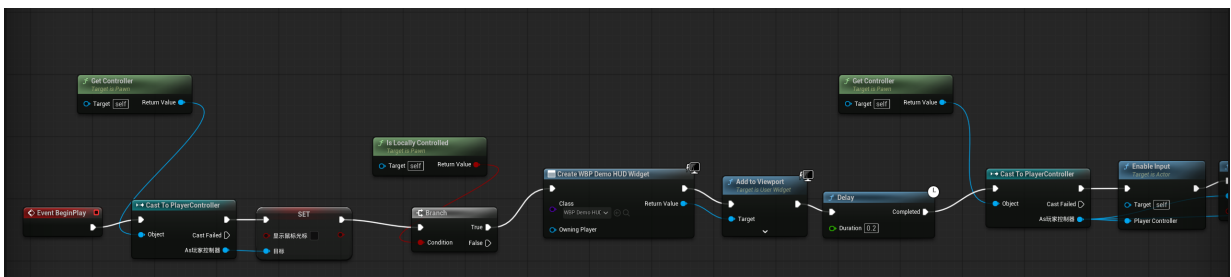 Get Controller
Target is Pawn
Target self Return Value
Get Controller
Target is Pawn
Target self Return Value
Is Locally Controlled
Target is Pawn
Target self Return Value
Event BeginPlay
Cast To PlayerController
Object Cast Failed
As玩家控制器
SET
显示鼠标光标
目标
Branch
True
Condition False
Create WBP Demo HUD Widget
Class Return Value
WBP Demo HUD
Owning Player
Add to Viewport
Target is User Widget
Target
Delay
Completed
Duration 0.2
Cast To PlayerController
Object Cast Failed
As玩家控制器
Enable Input
Target is Actor
Target self
Player Controller